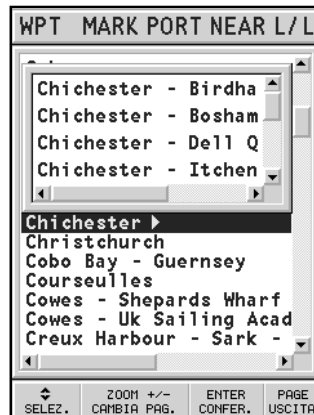 WPT MARK PORT NEAR L/L
Chichester - Birdha
Chichester - Bosham
Chichester - Dell Q
Chichester - Itchen
Chichester
Christchurch
Cobo Bay - Guernsey
Courseulles
Cowes - Shepards Wharf
Cowes - Uk Sailing Acad
Creux Harbour - Sark -
SELEZ. ZOOM +/- CAMBIA PAG. ENTER CONFER. PAGE USCITA